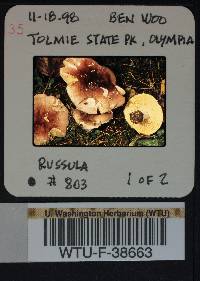 11-18-98 BEN WOO
35
TOLMIE STATE PK, OLYMPIA
RUSSULA
# 803 1 OF 2
U. Washington Herbarium (WTU)
WTU-F-38663